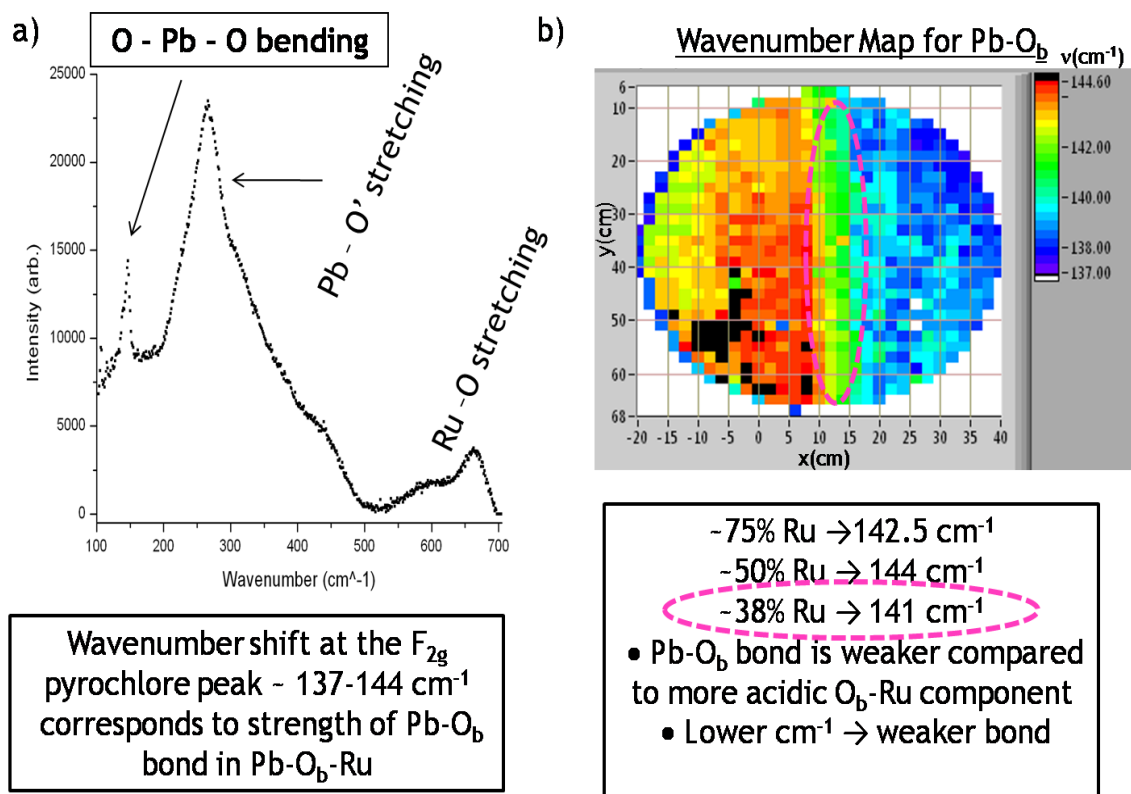 a)
O - Pb - O bending
25000
20000
15000
10000
5000
0
Intensity (arb.)
Pb - O' stretching
Ru -O stretching
100 200 300 400 500 600 700
Wavenumber (cm^-1)
Wavenumber shift at the F2g
pyrochlore peak ~ 137-144 cm-1
corresponds to strength of Pb-Ob
bond in Pb-Ob-Ru
b)
Wavenumber Map for Pb-Ob
ν(cm-1)
144.60
142.00
140.00
138.00
137.00
6
10
20
30
40
50
60
68
y(cm)
-20 -15 -10 -5 0 5 10 15 20 25 30 35 40
x(cm)
~75% Ru →142.5 cm-1
~50% Ru → 144 cm-1
~38% Ru → 141 cm-1
• Pb-Ob bond is weaker compared
to more acidic Ob-Ru component
• Lower cm-1 → weaker bond